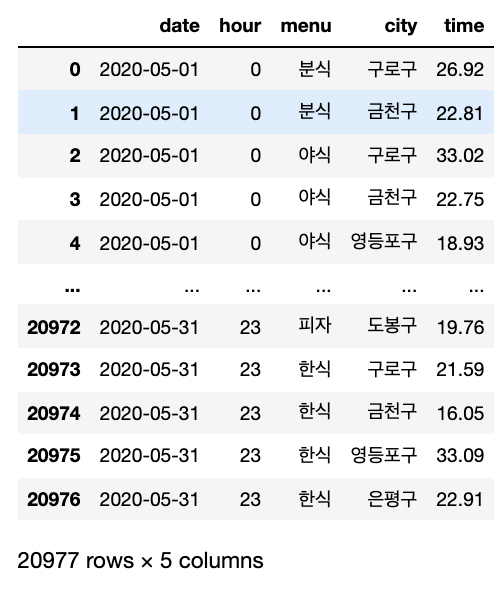 date hour menu city time
0 2020-05-01 0 분식 구로구 26.92
1 2020-05-01 0 분식 금천구 22.81
2 2020-05-01 0 야식 구로구 33.02
3 2020-05-01 0 야식 금천구 22.75
4 2020-05-01 0 야식 영등포구 18.93
... ... ... ... ... ...
20972 2020-05-31 23 피자 도봉구 19.76
20973 2020-05-31 23 한식 구로구 21.59
20974 2020-05-31 23 한식 금천구 16.05
20975 2020-05-31 23 한식 영등포구 33.09
20976 2020-05-31 23 한식 은평구 22.91
20977 rows × 5 columns